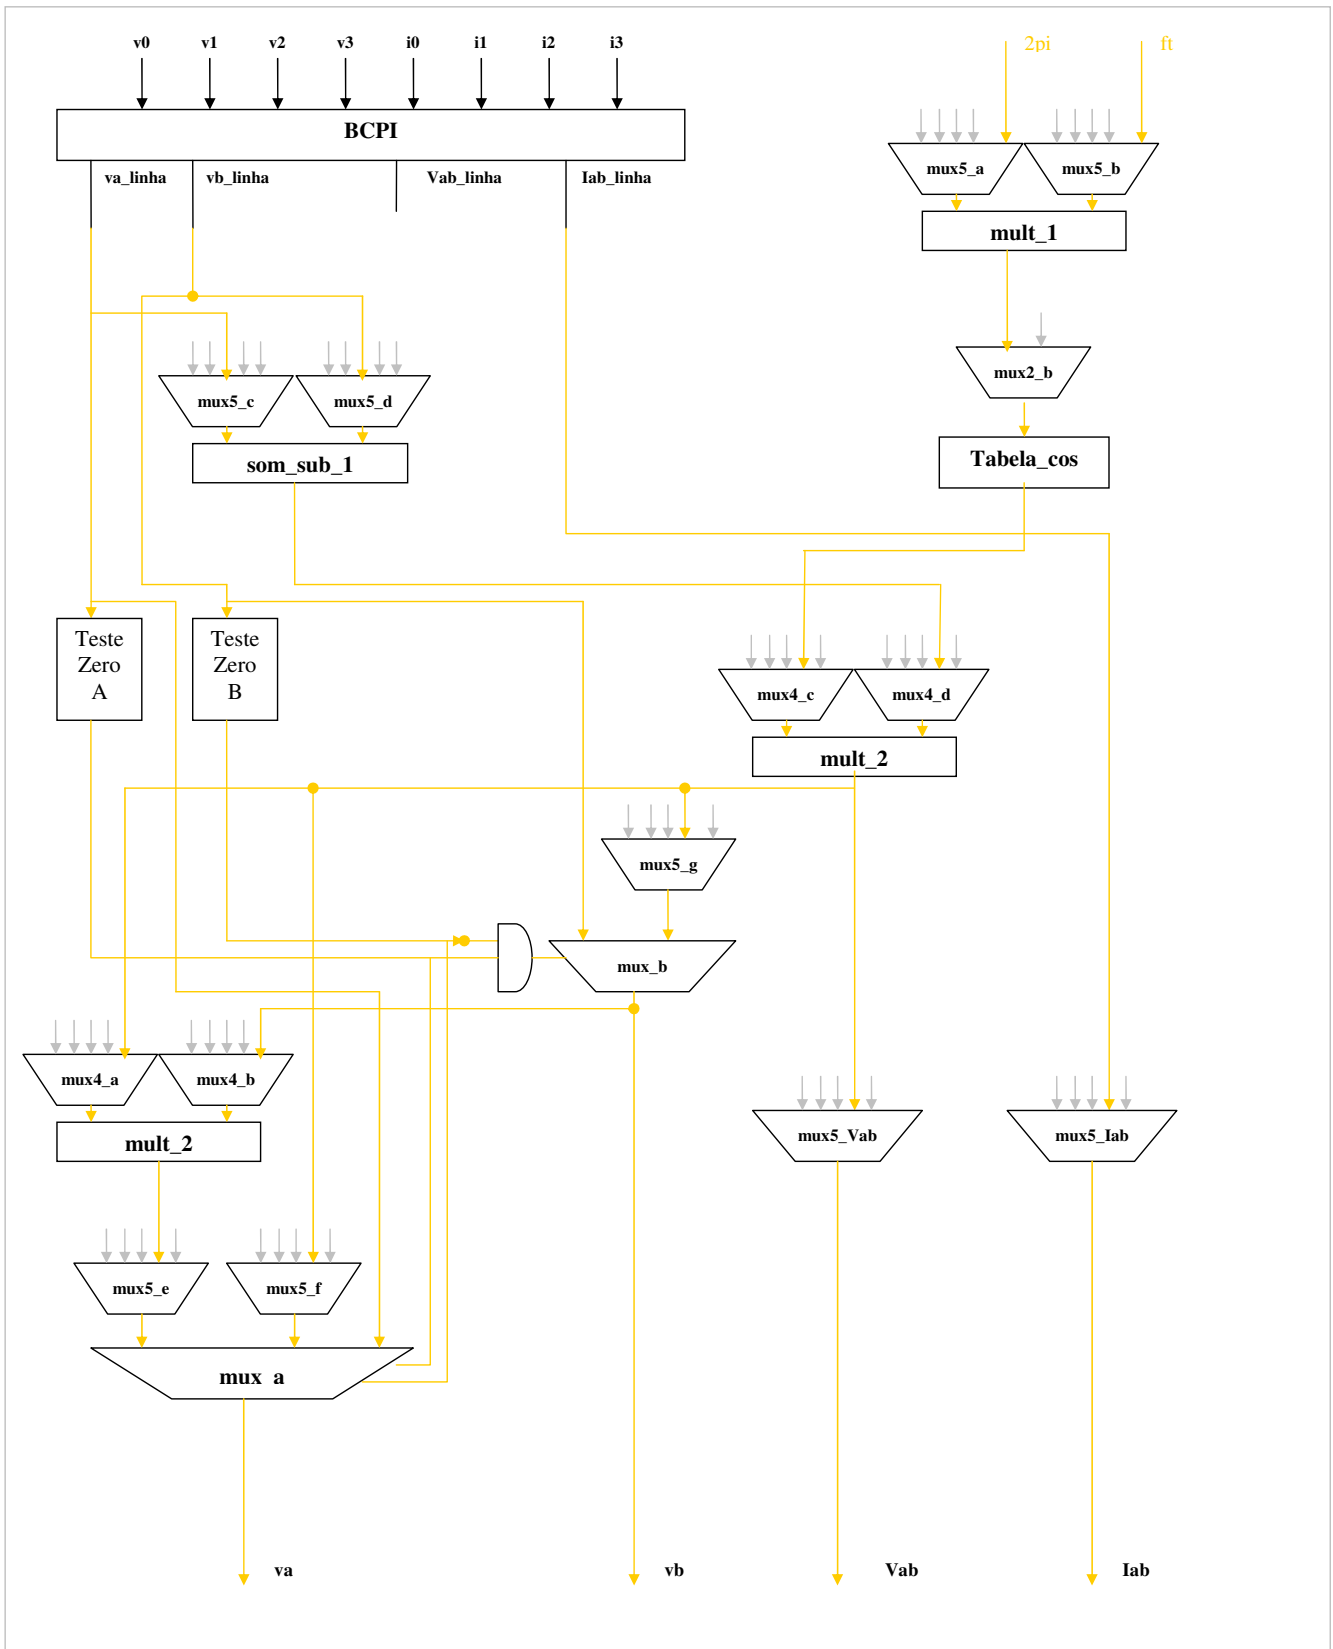 v0 v1 v2 v3 i0 i1 i2 i3 2pi ft
BCPI
va_linha vb_linha Vab_linha Iab_linha
mux5_a mux5_b
mult_1
mux2_b
mux5_c mux5_d
som_sub_1
Tabela_cos
Teste
Zero
A
Teste
Zero
B
mux4_c mux4_d
mult_2
mux5_g
mux_b
mux4_a mux4_b
mult_2
mux5_Vab mux5_Iab
mux5_e mux5_f
mux_a
va vb Vab Iab